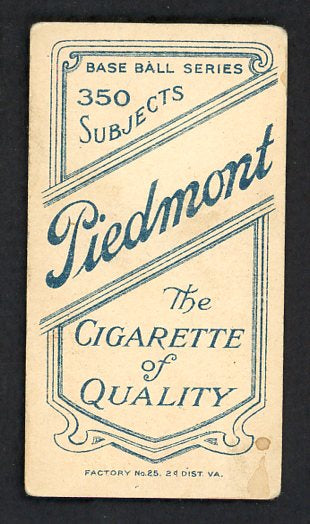 BASE BALL SERIES
350
SUBJECTS
Piedmont
The
CIGARETTE
of
QUALITY
FACTORY No. 25. 2d DIST. VA.